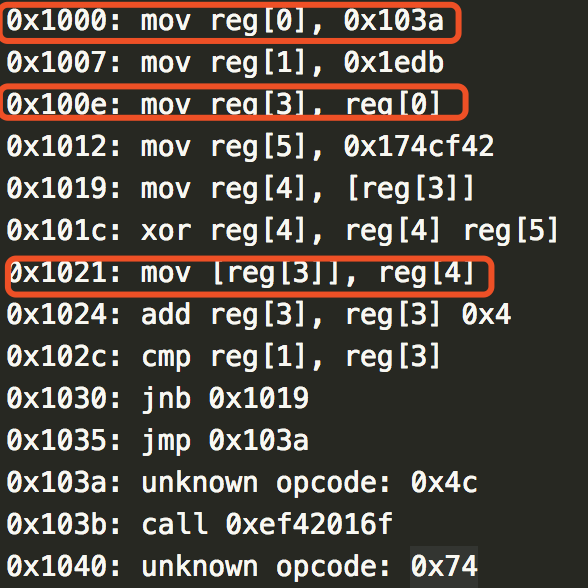 0x1000: mov reg[0], 0x103a
0x1007: mov reg[1], 0x1edb
0x100e: mov reg[3], reg[0]
0x1012: mov reg[5], 0x174cf42
0x1019: mov reg[4], [reg[3]]
0x101c: xor reg[4], reg[4] reg[5]
0x1021: mov [reg[3]], reg[4]
0x1024: add reg[3], reg[3] 0x4
0x102c: cmp reg[1], reg[3]
0x1030: jnb 0x1019
0x1035: jmp 0x103a
0x103a: unknown opcode: 0x4c
0x103b: call 0xef42016f
0x1040: unknown opcode: 0x74